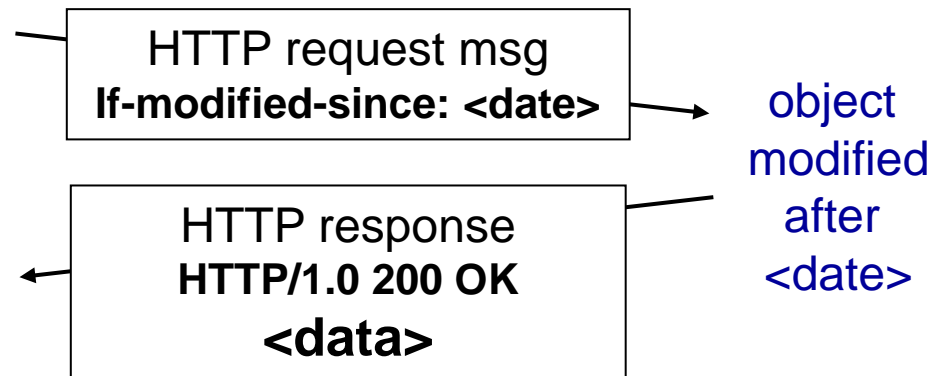 HTTP request msg
If-modified-since: <date>
object
modified
after
<date>
HTTP response
HTTP/1.0 200 OK
<data>